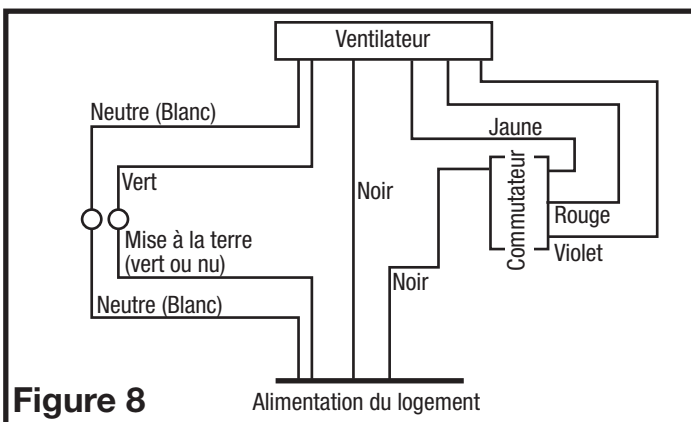 Ventilateur
Neutre (Blanc)
Jaune
Vert
Noir
Commutateur
Rouge
Mise à la terre
(vert ou nu)
Violet
Noir
Neutre (Blanc)
Figure 8
Alimentation du logement